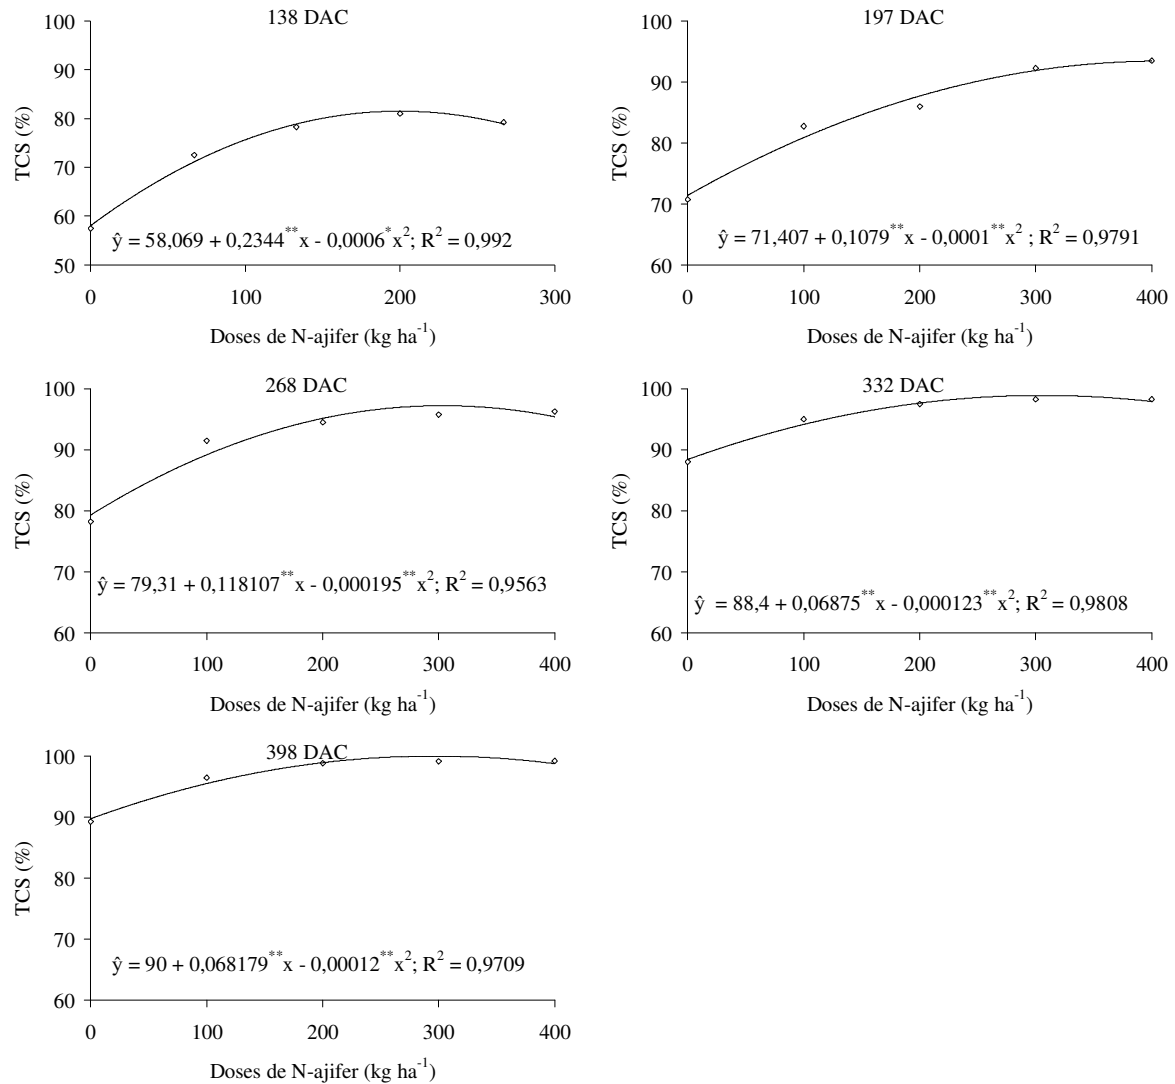 138 DAC
100
90
80
70
60
50
TCS (%)
ŷ = 58,069 + 0,2344**x - 0,0006*x²; R² = 0,992
0 100 200 300
Doses de N-ajifer (kg ha⁻¹)
197 DAC
100
90
80
70
60
TCS (%)
ŷ = 71,407 + 0,1079**x - 0,0001**x² ; R² = 0,9791
0 100 200 300 400
Doses de N-ajifer (kg ha⁻¹)
268 DAC
100
90
80
70
60
TCS (%)
ŷ = 79,31 + 0,118107**x - 0,000195**x²; R² = 0,9563
0 100 200 300 400
Doses de N-ajifer (kg ha⁻¹)
332 DAC
100
90
80
70
60
TCS (%)
ŷ = 88,4 + 0,06875**x - 0,000123**x²; R² = 0,9808
0 100 200 300 400
Doses de N-ajifer (kg ha⁻¹)
398 DAC
100
90
80
70
60
TCS (%)
ŷ = 90 + 0,068179**x - 0,00012**x²; R² = 0,9709
0 100 200 300 400
Doses de N-ajifer (kg ha⁻¹)